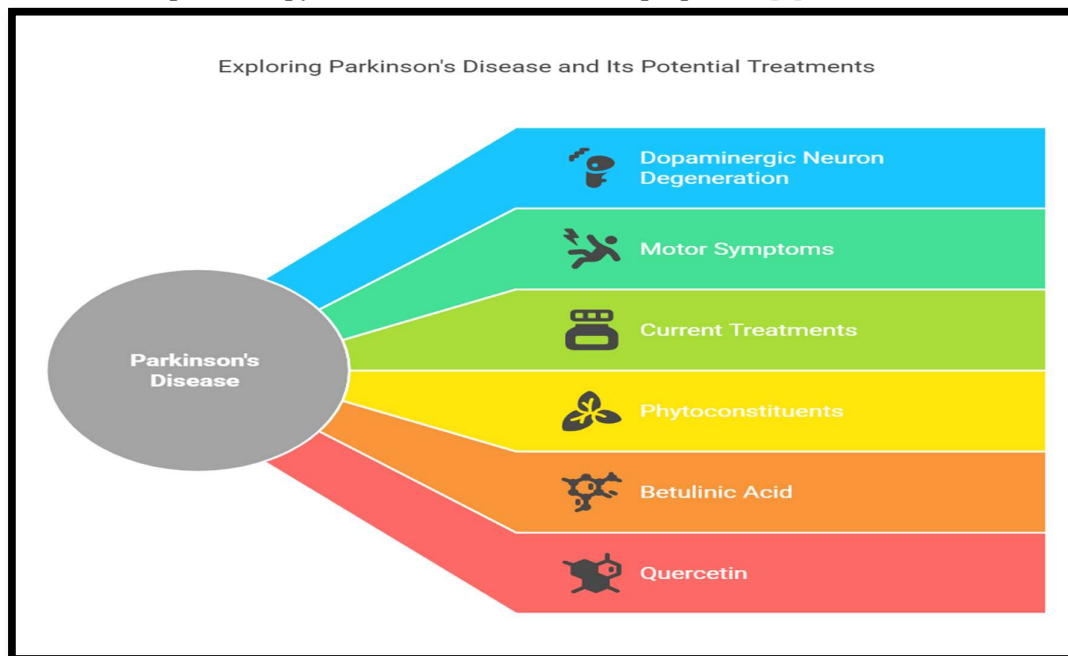 Exploring Parkinson's Disease and Its Potential Treatments
Dopaminergic Neuron
Degeneration
Motor Symptoms
Current Treatments
Parkinson's
Disease
Phytoconstituents
Betulinic Acid
Quercetin